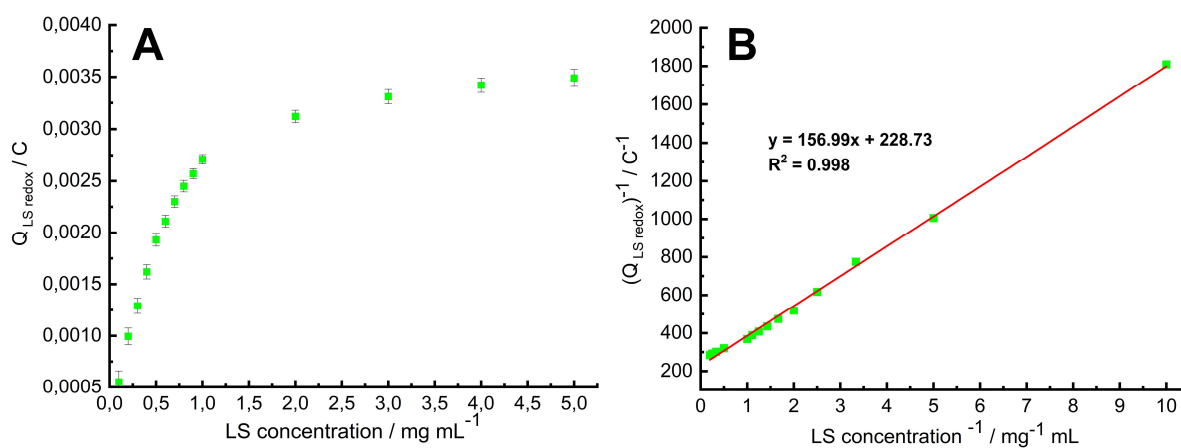 A
0,0040
0,0035
0,0030
0,0025
0,0020
0,0015
0,0010
0,0005
Q LS redox / C
0,0 0,5 1,0 1,5 2,0 2,5 3,0 3,5 4,0 4,5 5,0
LS concentration / mg mL-1
B
1800
1600
1400
1200
1000
800
600
400
200
(Q LS redox)-1 / C-1
y = 156.99x + 228.73
R2 = 0.998
0 1 2 3 4 5 6 7 8 9 10
LS concentration -1 / mg-1 mL